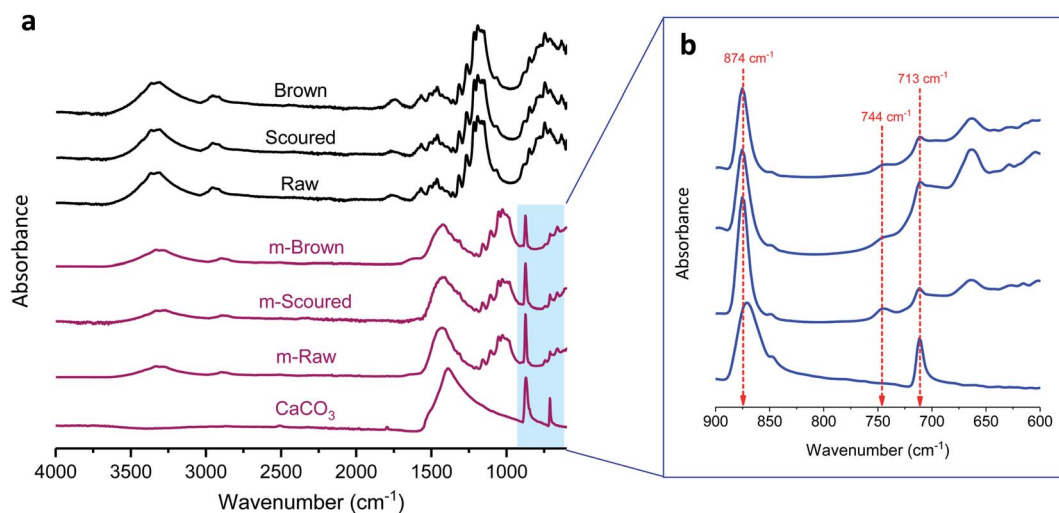 a
Absorbance
Brown
Scoured
Raw
m-Brown
m-Scoured
m-Raw
CaCO₃
4000 3500 3000 2500 2000 1500 1000
Wavenumber (cm⁻¹)
b
Absorbance
874 cm⁻¹
744 cm⁻¹
713 cm⁻¹
900 850 800 750 700 650 600
Wavenumber (cm⁻¹)